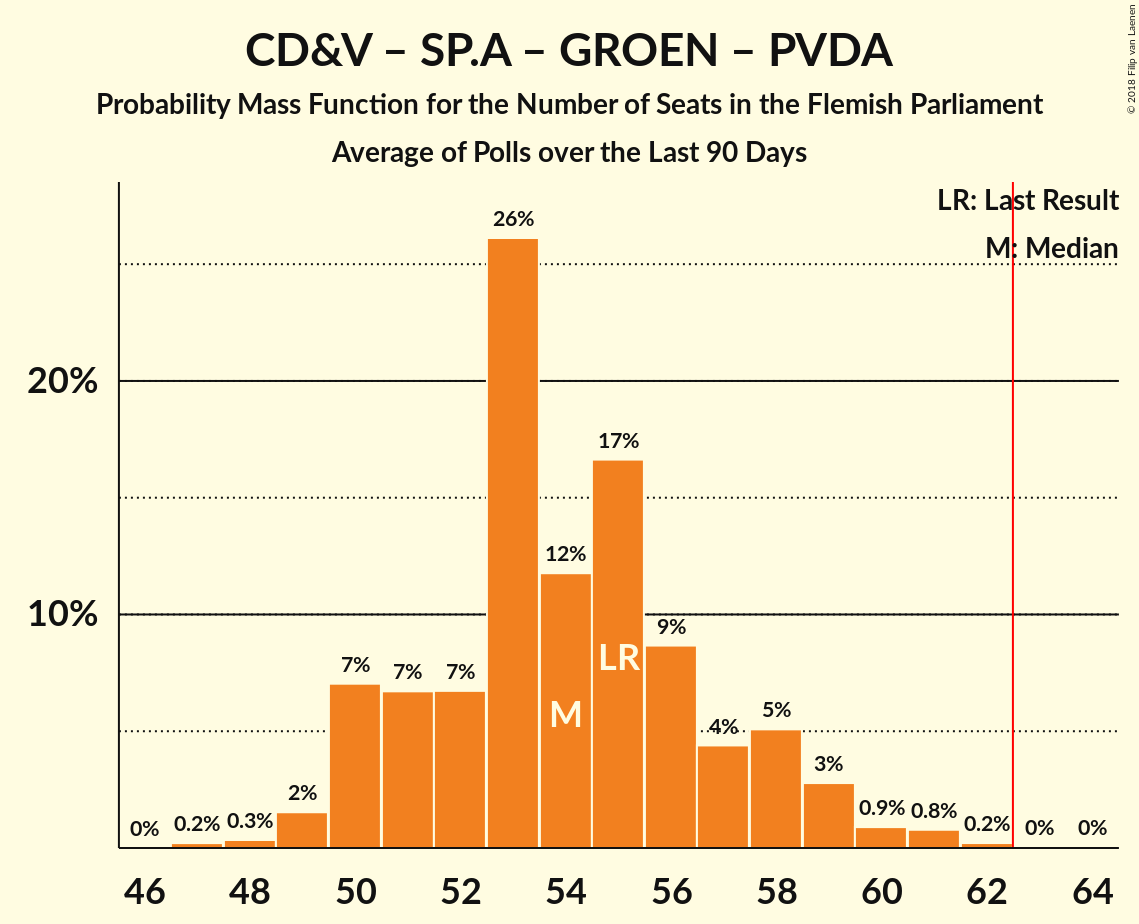 CD&V – SP.A – GROEN – PVDA
Probability Mass Function for the Number of Seats in the Flemish Parliament
Average of Polls over the Last 90 Days
© 2018 Filip van Laenen
LR: Last Result
M: Median
26%
20%
17%
12%
10%
9%
LR
7%
7%
7%
M
5%
4%
3%
2%
0.9%
0.8%
0.3%
0.2%
0.2%
0%
0%
0%
46 48 50 52 54 56 58 60 62 64